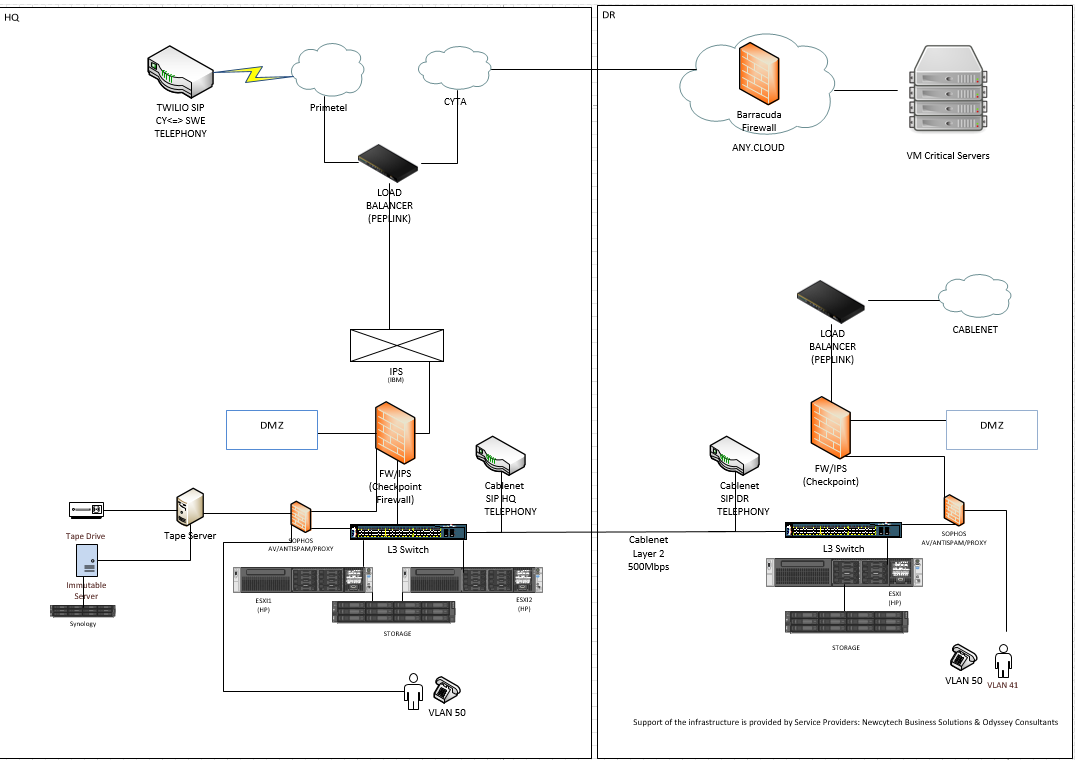 HQ
DR
TWILIO SIP
CY<=> SWE
TELEPHONY
Primetel
CYTA
Barracuda
Firewall
ANY.CLOUD
VM Critical Servers
LOAD
BALANCER
(PEPLINK)
LOAD
BALANCER
(PEPLINK)
CABLENET
IPS
(IBM)
DMZ
FW/IPS
(Checkpoint
Firewall)
Cablenet
SIP HQ
TELEPHONY
Cablenet
SIP DR
TELEPHONY
FW/IPS
(Checkpoint)
DMZ
Tape Drive
Tape Server
SOPHOS
AV/ANTISPAM/PROXY
L3 Switch
Cablenet
Layer 2
500Mbps
L3 Switch
SOPHOS
AV/ANTISPAM/PROXY
Immutable
Server
Synology
ESXI1
(HP)
ESXI2
(HP)
STORAGE
ESXI
(HP)
STORAGE
VLAN 50
VLAN 50
VLAN 41
Support of the infrastructure is provided by Service Providers: Newcytech Business Solutions & Odyssey Consultants